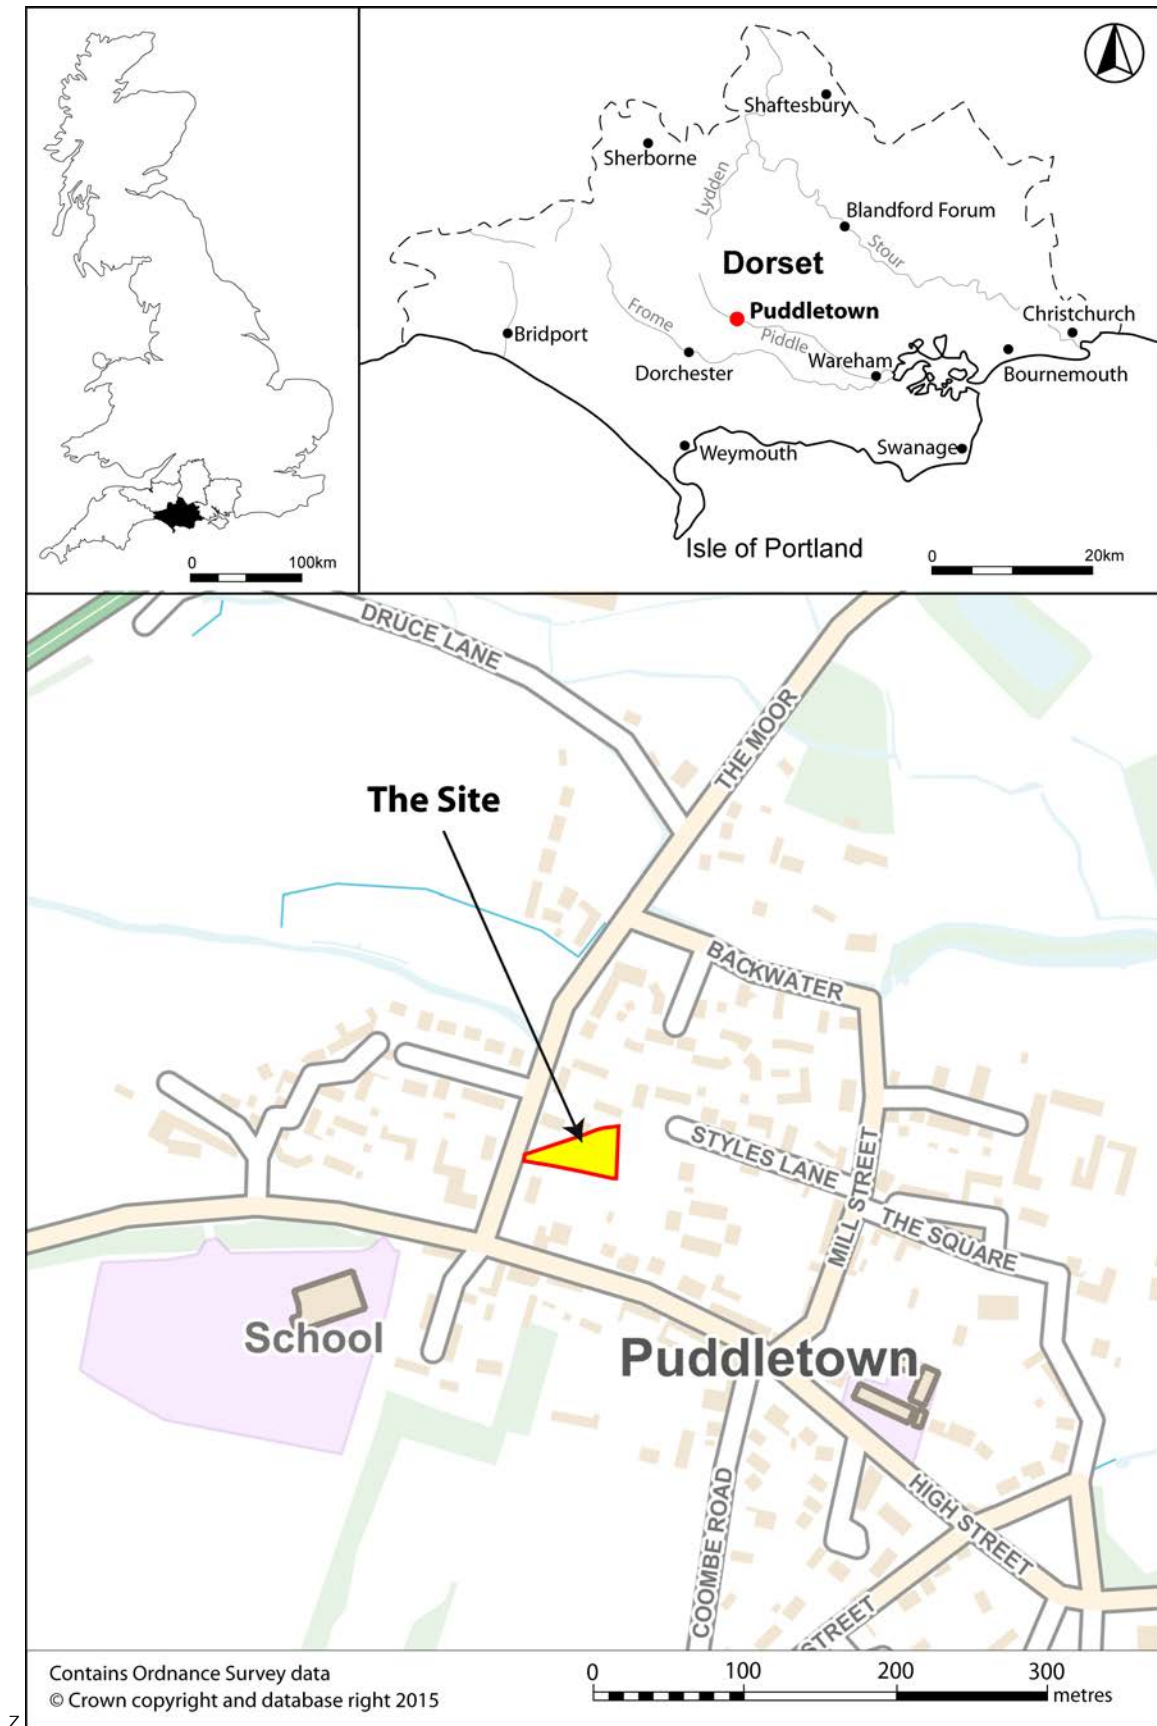 0 100km
Shaftesbury
Sherborne
Lydden
Blandford Forum
Stour
Dorset
Puddletown
Christchurch
Frome
Piddle
Bridport
Wareham
Dorchester
Bournemouth
Weymouth
Swanage
Isle of Portland
0 20km
DRUCE LANE
THE MOOR
The Site
BACKWATER
STYLES LANE
MILL STREET
THE SQUARE
School
Puddletown
COOMBE ROAD
HIGH STREET
STREET
Contains Ordnance Survey data
© Crown copyright and database right 2015
0 100 200 300
metres